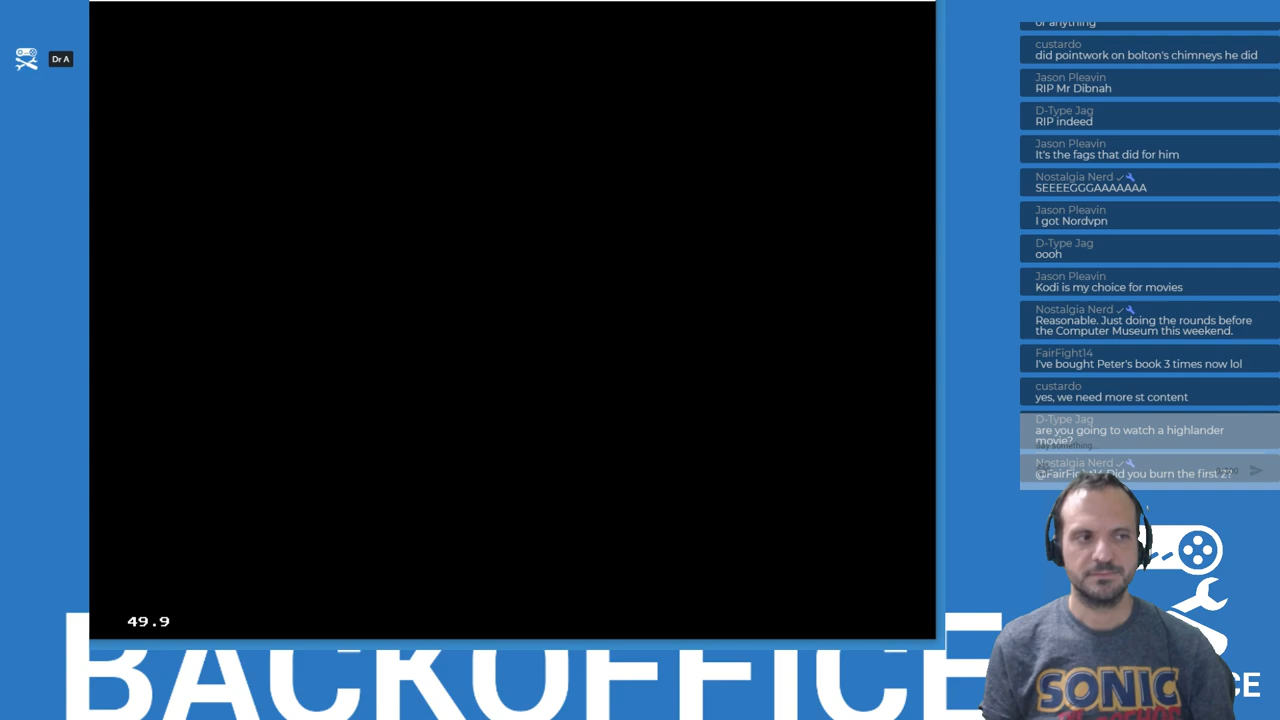 Dr A
or anything
custardo
did pointwork on bolton's chimneys he did
Jason Pleavin
RIP Mr Dibnah
D-Type Jag
RIP indeed
Jason Pleavin
It's the fags that did for him
Nostalgia Nerd
SEEEEGGGAAAAAAA
Jason Pleavin
I got Nordvpn
D-Type Jag
oooh
Jason Pleavin
Kodi is my choice for movies
Nostalgia Nerd
Reasonable. Just doing the rounds before
the Computer Museum this weekend.
FairFight14
I've bought Peter's book 3 times now lol
custardo
yes, we need more st content
D-Type Jag
are you going to watch a highlander
movie?
Say something...
Nostalgia Nerd
@FairFight14 Did you burn the first 2?
49.9
BACKOFFICE
CE
SONIC